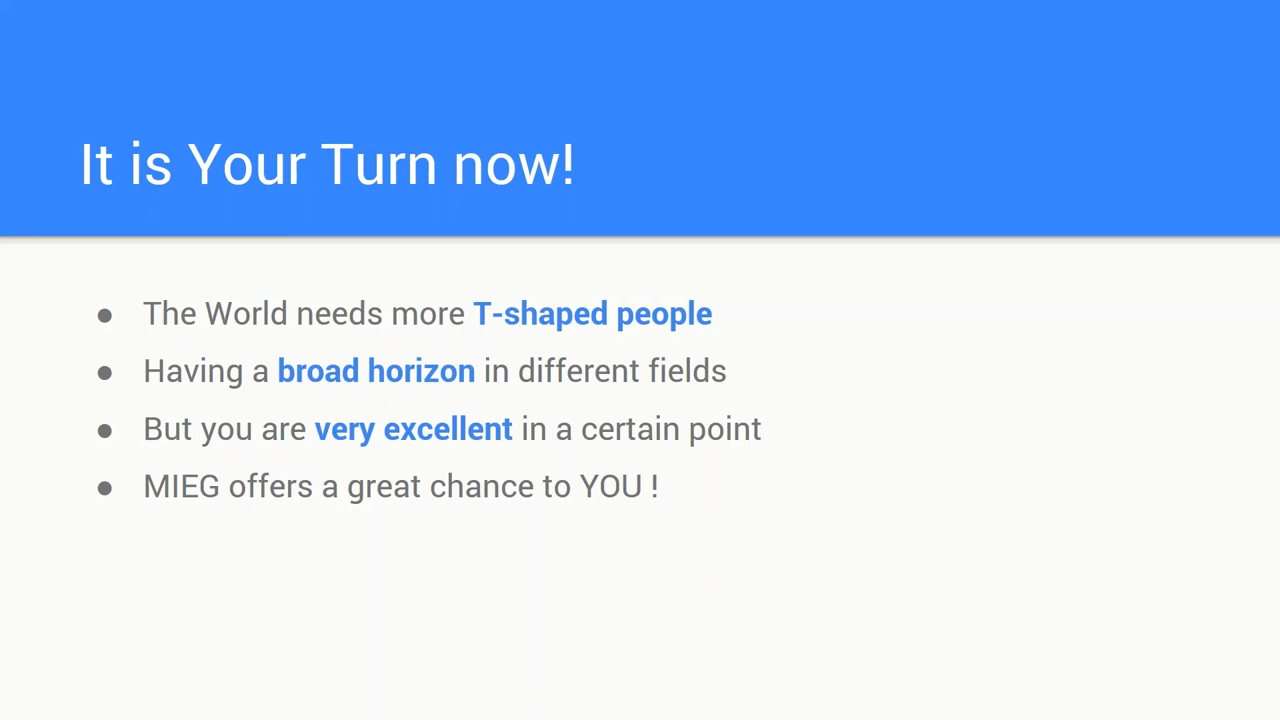 It is Your Turn now!
● The World needs more T-shaped people
● Having a broad horizon in different fields
● But you are very excellent in a certain point
● MIEG offers a great chance to YOU !